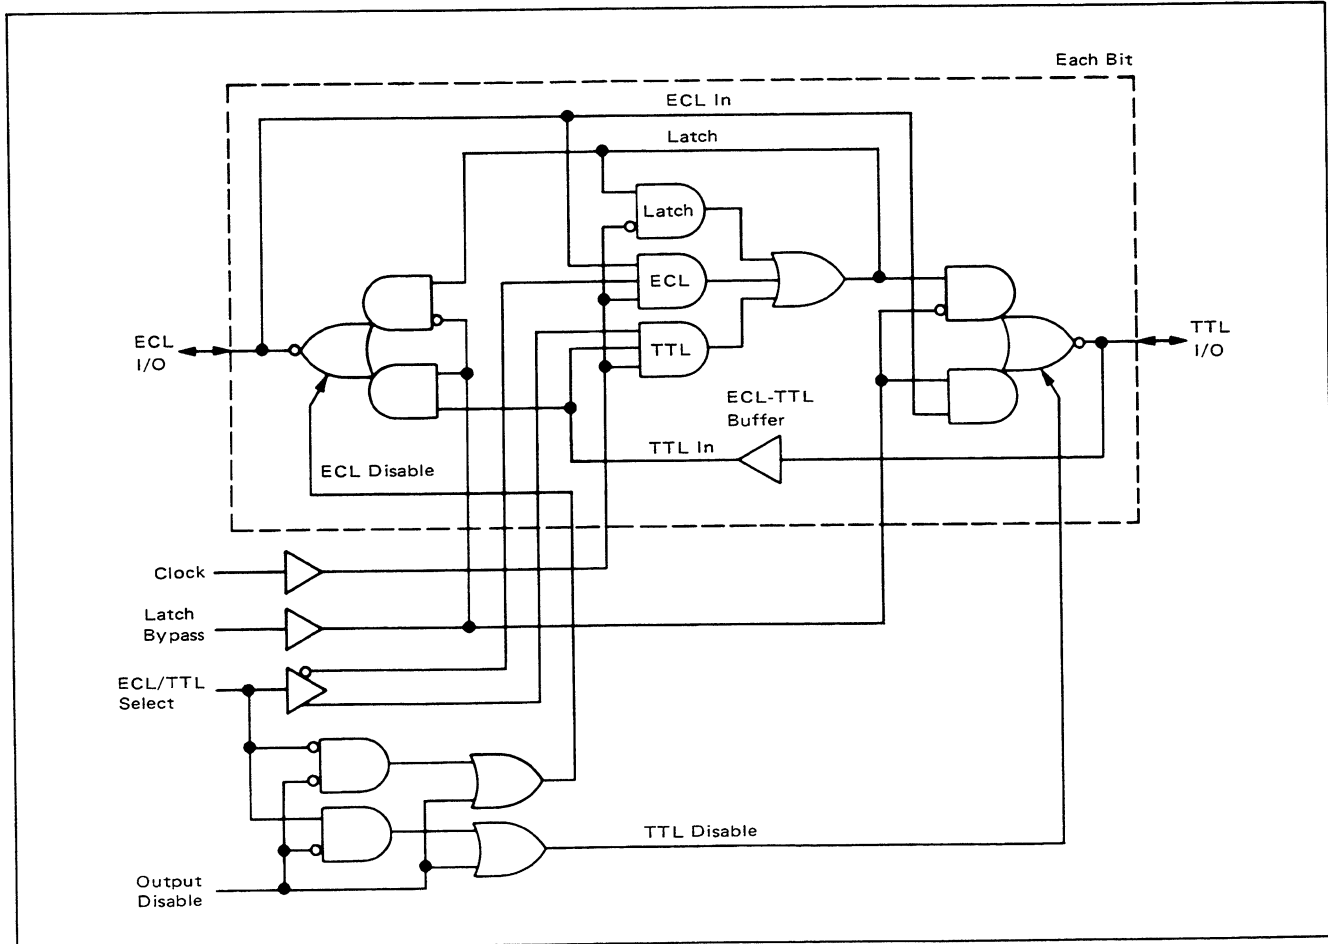 Each Bit
ECL In
Latch
Latch
ECL
TTL
ECL
I/O
TTL
I/O
ECL-TTL
Buffer
TTL In
ECL Disable
Clock
Latch
Bypass
ECL/TTL
Select
TTL Disable
Output
Disable